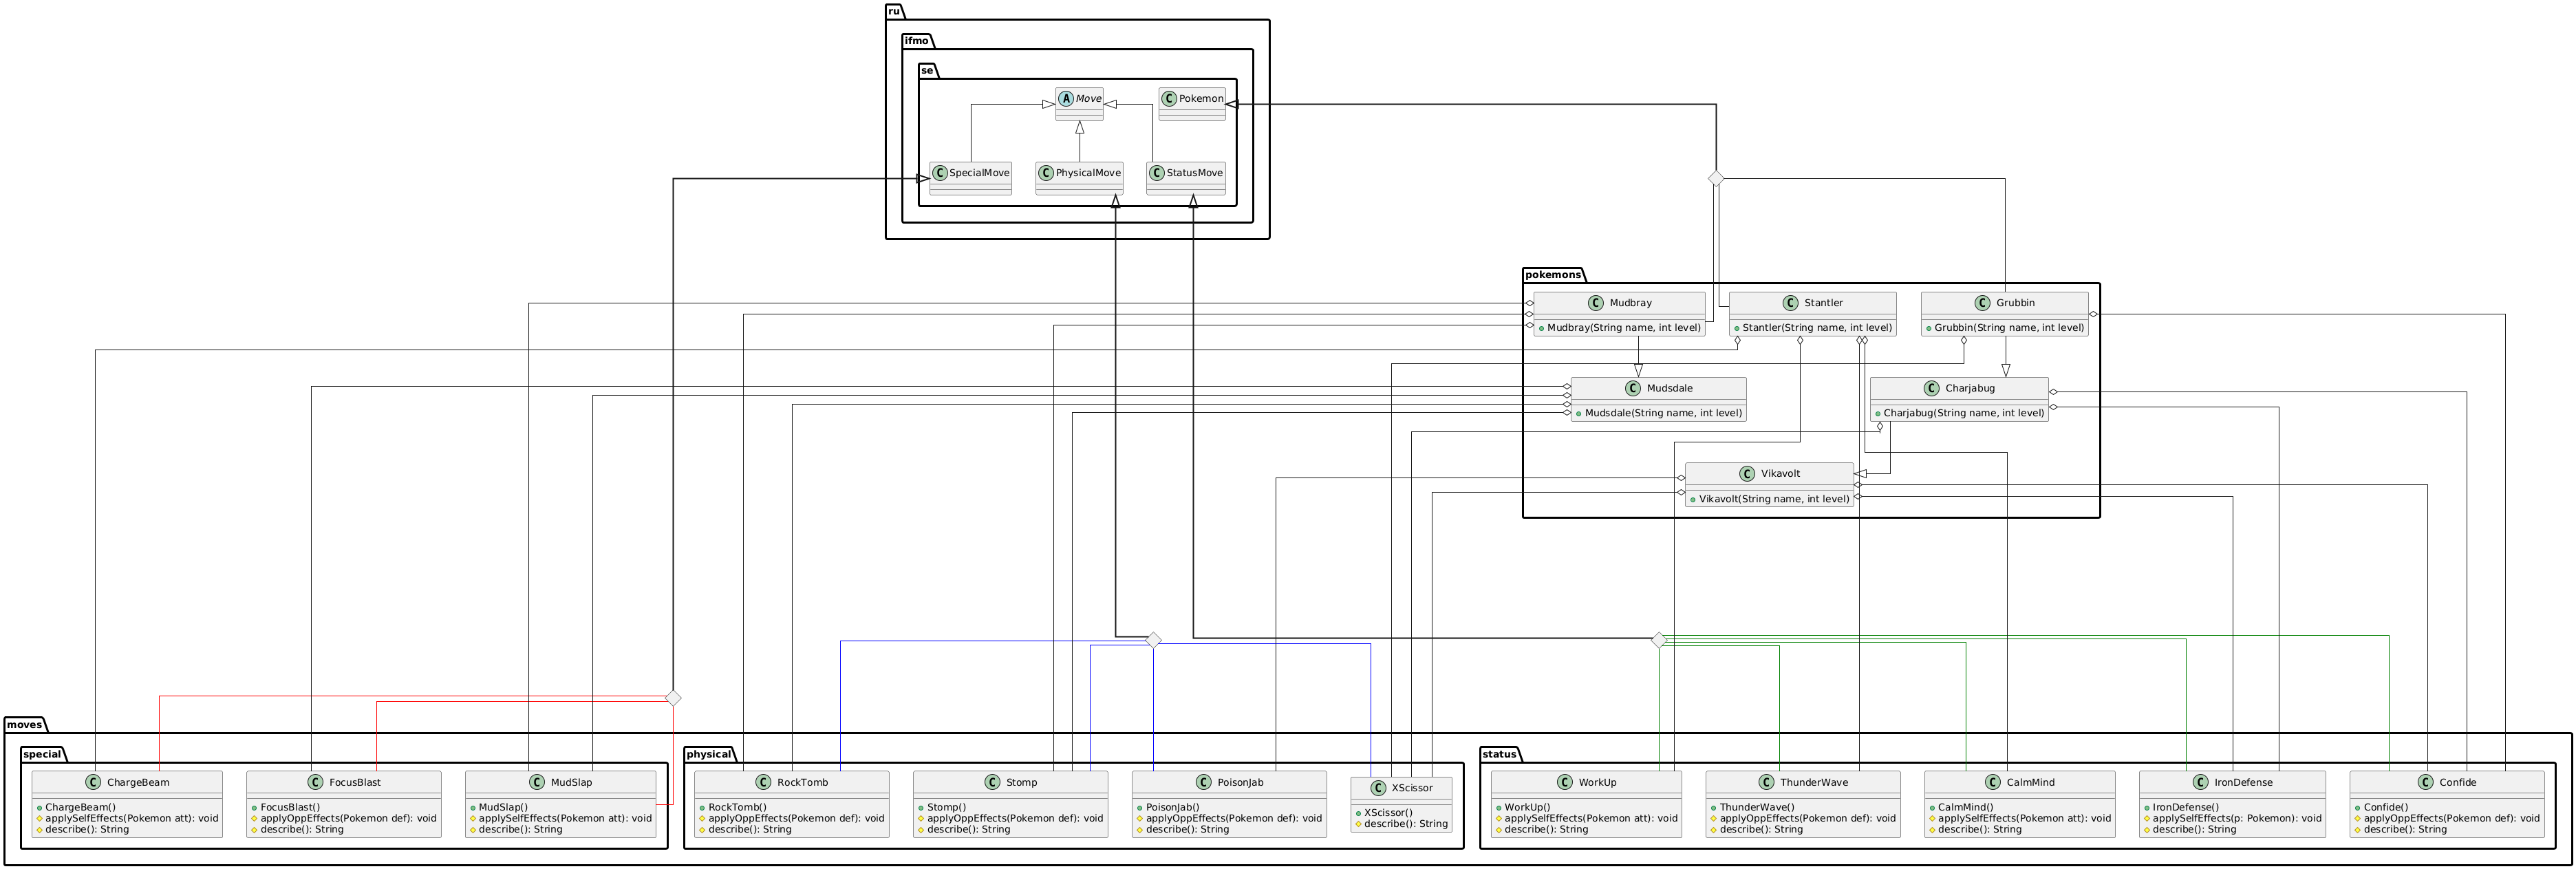 ru
ifmo
se
A Move
C Pokemon
C SpecialMove
C PhysicalMove
C StatusMove
pokemons
C Mudbray
Mudbray(String name, int level)
C Stantler
Stantler(String name, int level)
C Grubbin
Grubbin(String name, int level)
C Mudsdale
Mudsdale(String name, int level)
C Charjabug
Charjabug(String name, int level)
C Vikavolt
Vikavolt(String name, int level)
moves
special
C ChargeBeam
ChargeBeam()
applySelfEffects(Pokemon att): void
describe(): String
C FocusBlast
FocusBlast()
applyOppEffects(Pokemon def): void
describe(): String
C MudSlap
MudSlap()
applySelfEffects(Pokemon att): void
describe(): String
physical
C RockTomb
RockTomb()
applyOppEffects(Pokemon def): void
describe(): String
C Stomp
Stomp()
applyOppEffects(Pokemon def): void
describe(): String
C PoisonJab
PoisonJab()
applyOppEffects(Pokemon def): void
describe(): String
C XScissor
XScissor()
describe(): String
status
C WorkUp
WorkUp()
applySelfEffects(Pokemon att): void
describe(): String
C ThunderWave
ThunderWave()
applyOppEffects(Pokemon def): void
describe(): String
C CalmMind
CalmMind()
applySelfEffects(Pokemon att): void
describe(): String
C IronDefense
IronDefense()
applySelfEffects(p: Pokemon): void
describe(): String
C Confide
Confide()
applyOppEffects(Pokemon def): void
describe(): String